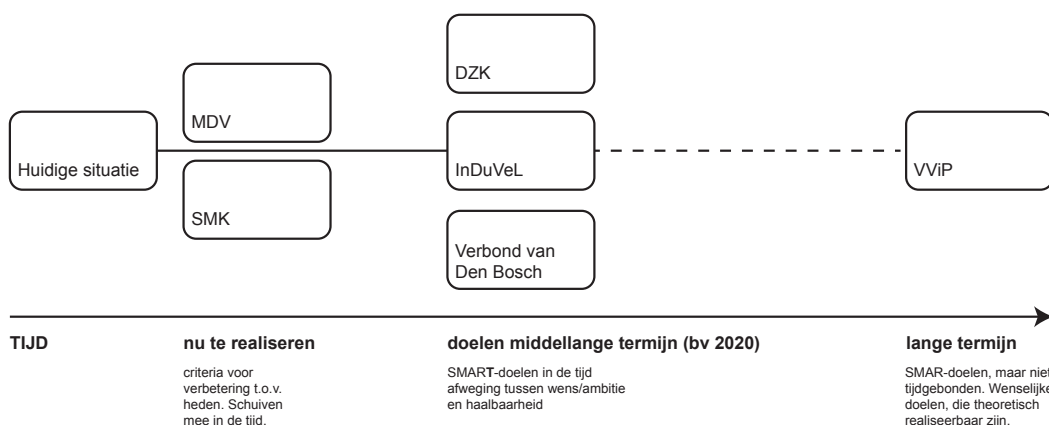 DZK
MDV
Huidige situatie
InDuVeL
VViP
SMK
Verbond van
Den Bosch
TIJD
nu te realiseren
criteria voor
verbetering t.o.v.
heden. Schuiven
mee in de tijd.
doelen middellange termijn (bv 2020)
SMART-doelen in de tijd
afweging tussen wens/ambitie
en haalbaarheid
lange termijn
SMAR-doelen, maar niet
tijdgebonden. Wenselijke
doelen, die theoretisch
realiseerbaar zijn.